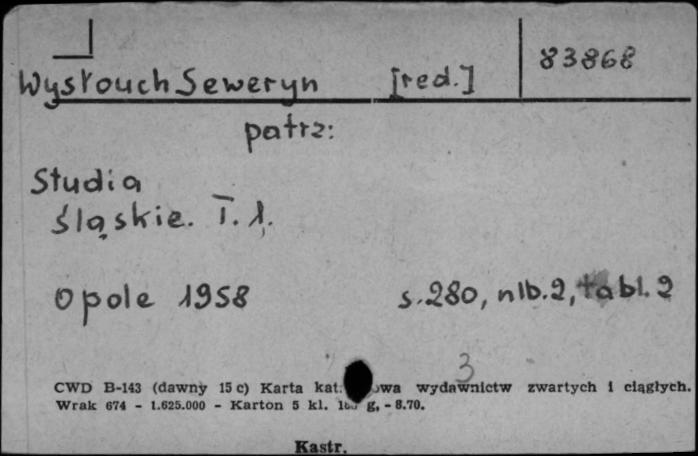 83868
Wysłouch Seweryn [red.]
patrz:
Studia
śląskie. T. 1.
Opole 1958 s. 280, nlb. 2, tabl. 2
3
CWD B-143 (dawny 15 c) Karta kat. owa wydawnictw zwartych i ciągłych.
Wrak 674 - 1.625.000 - Karton 5 kl. g, - 8.70.
Kastr.